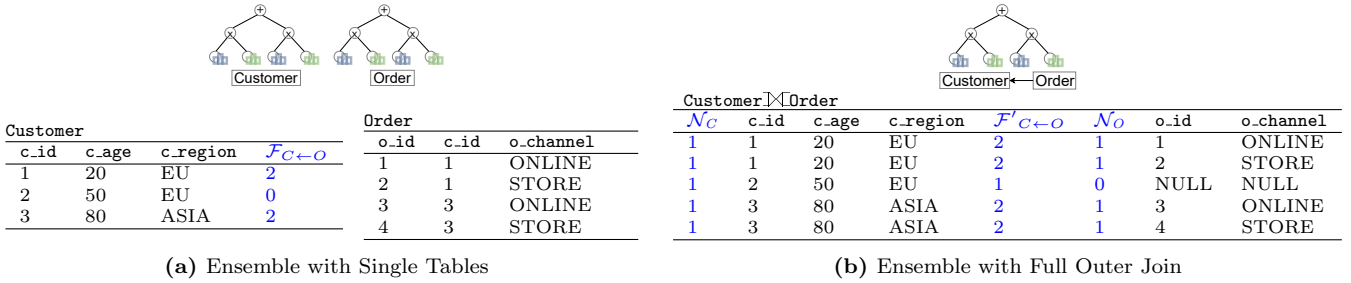 Customer
Order
Customer
c_id c_age c_region F_{C←O}
1 20 EU 2
2 50 EU 0
3 80 ASIA 2
Order
o_id c_id o_channel
1 1 ONLINE
2 1 STORE
3 3 ONLINE
4 3 STORE
(a) Ensemble with Single Tables
Customer Order
Customer⟗Order
N_C c_id c_age c_region F'_{C←O} N_O o_id o_channel
1 1 20 EU 2 1 1 ONLINE
1 1 20 EU 2 1 2 STORE
1 2 50 EU 1 0 NULL NULL
1 3 80 ASIA 2 1 3 ONLINE
1 3 80 ASIA 2 1 4 STORE
(b) Ensemble with Full Outer Join